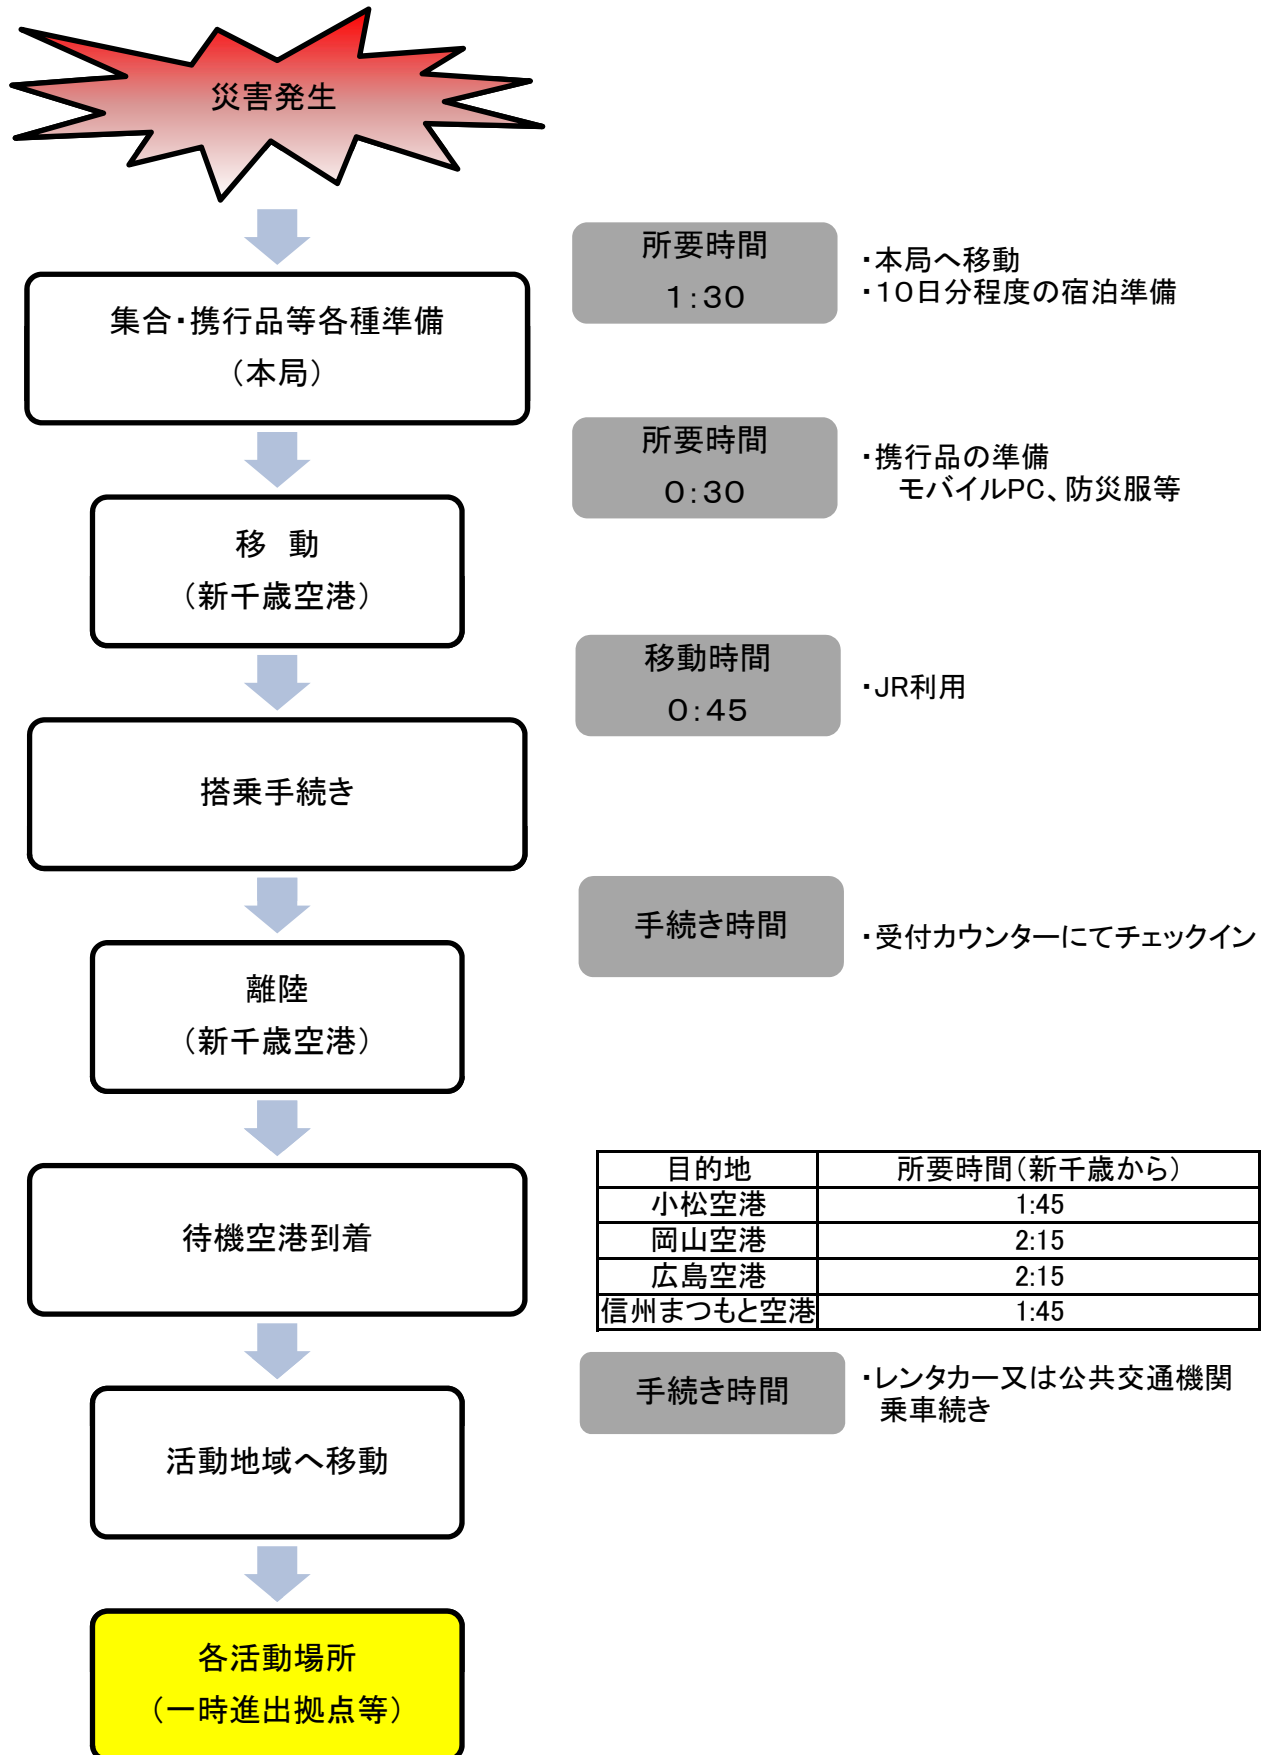 災害発生
所要時間
1:30
・本局へ移動
・10日分程度の宿泊準備
集合・携行品等各種準備
(本局)
所要時間
0:30
・携行品の準備
モバイルPC、防災服等
移 動
(新千歳空港)
移動時間
0:45
・JR利用
搭乗手続き
手続き時間
・受付カウンターにてチェックイン
離陸
(新千歳空港)
待機空港到着
目的地 所要時間(新千歳から)
小松空港 1:45
岡山空港 2:15
広島空港 2:15
信州まつもと空港 1:45
手続き時間
・レンタカー又は公共交通機関
乗車続き
活動地域へ移動
各活動場所
(一時進出拠点等)